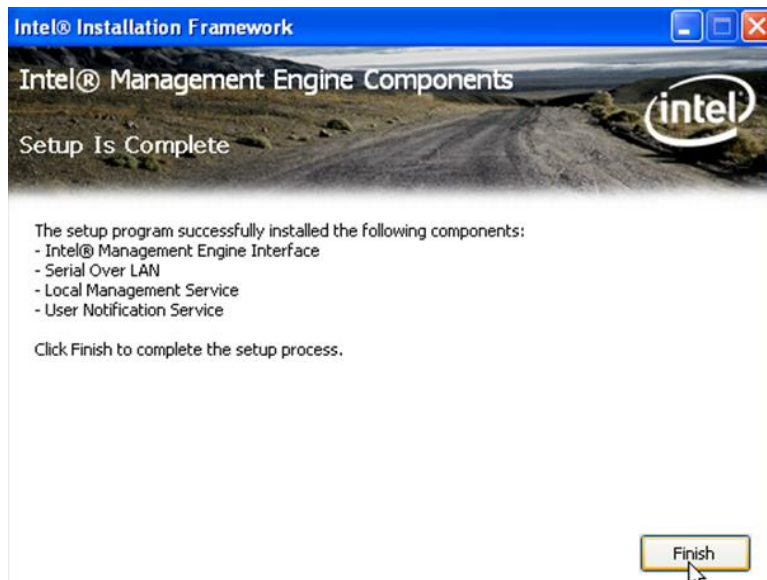 Intel® Installation Framework
Intel® Management Engine Components
intel
Setup Is Complete
The setup program successfully installed the following components:
- Intel® Management Engine Interface
- Serial Over LAN
- Local Management Service
- User Notification Service
Click Finish to complete the setup process.
Finish